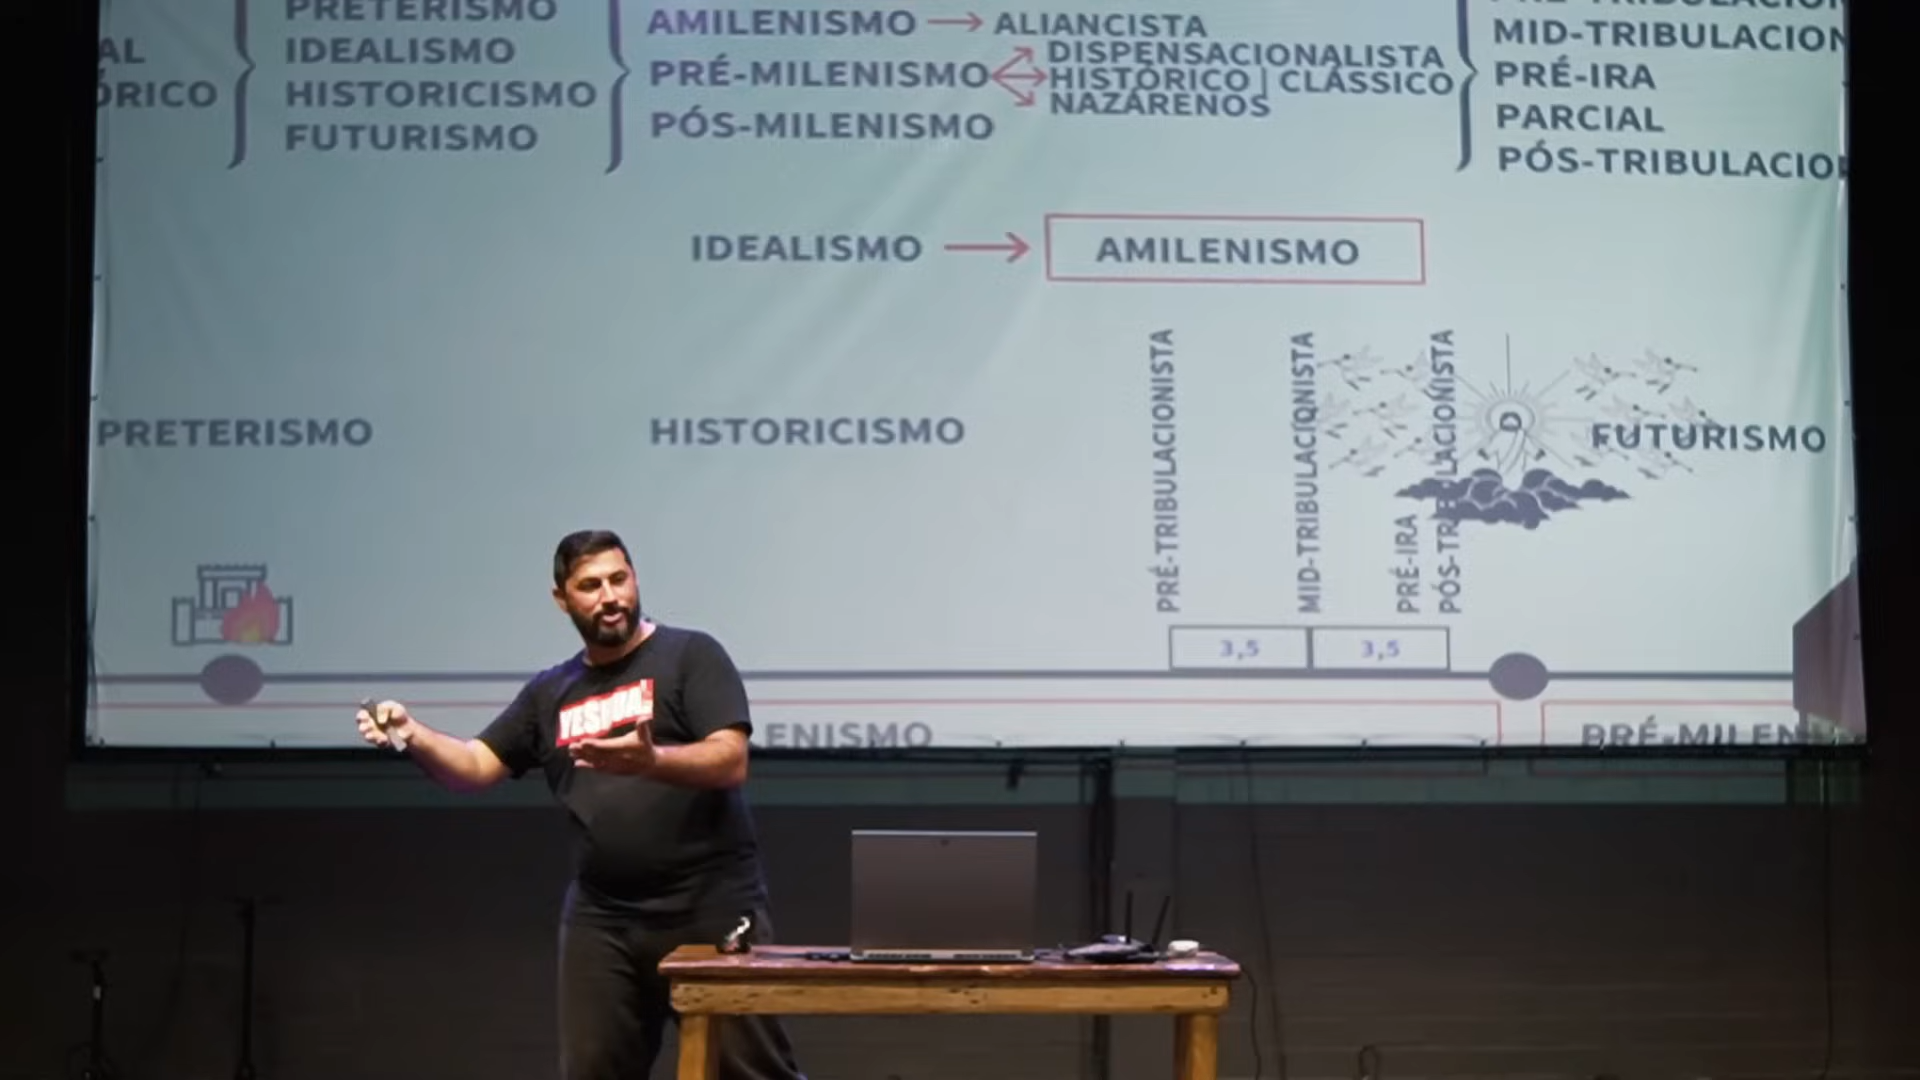 PRETERISMO
IDEALISMO
HISTORICISMO
FUTURISMO
AMILENISMO → ALIANCISTA
PRÉ-MILENISMO
DISPENSACIONALISTA
HISTÓRICO | CLÁSSICO
NAZARENOS
PÓS-MILENISMO
MID-TRIBULACION
PRÉ-IRA
PARCIAL
PÓS-TRIBULACIO
IDEALISMO → AMILENISMO
PRETERISMO
HISTORICISMO
PRÉ-TRIBULACIONISTA
MID-TRIBULACIONISTA
PRÉ-IRA
PÓS-TRIBULACIONISTA
FUTURISMO
3,5
3,5
YESHUA!
ENISMO
PRÉ-MILEN